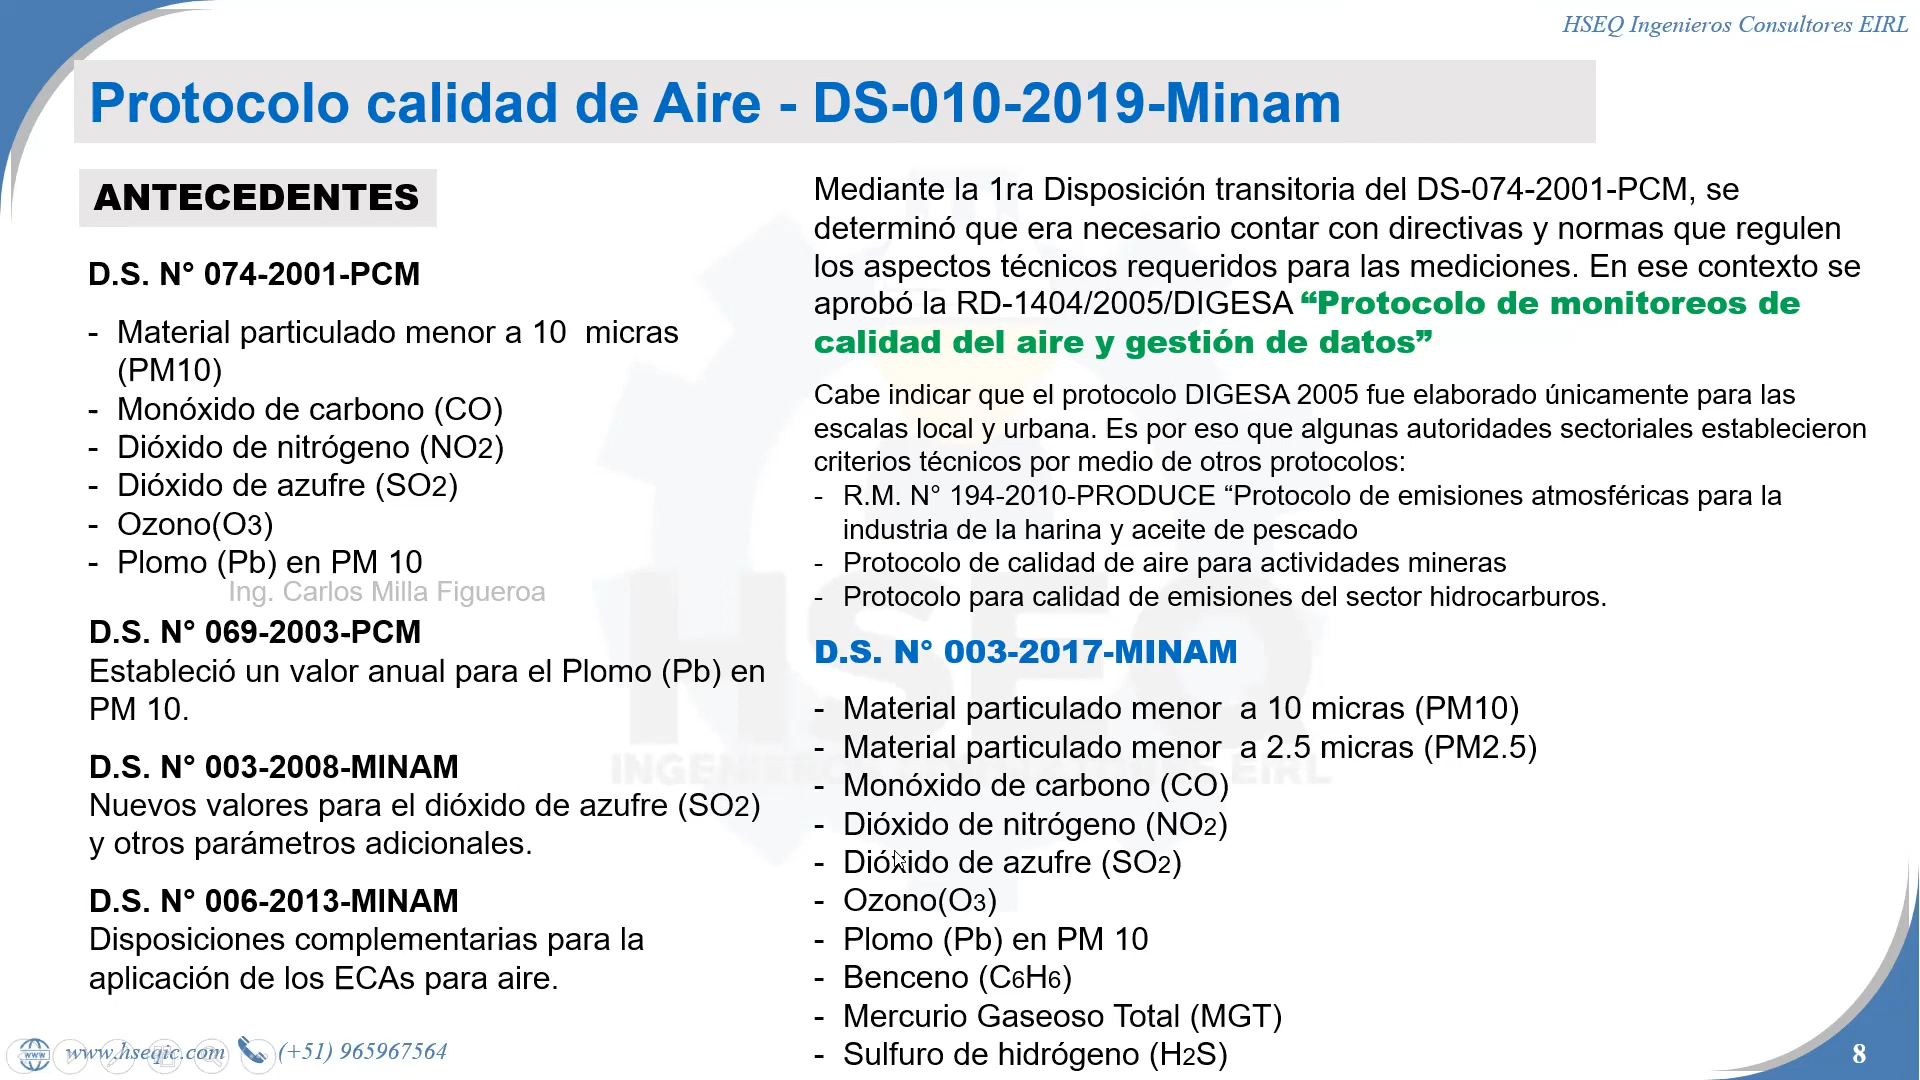 HSEQ Ingenieros Consultores EIRL
Protocolo calidad de Aire - DS-010-2019-Minam
ANTECEDENTES
D.S. N° 074-2001-PCM
- Material particulado menor a 10 micras
(PM10)
- Monóxido de carbono (CO)
- Dióxido de nitrógeno (NO2)
- Dióxido de azufre (SO2)
- Ozono(O3)
- Plomo (Pb) en PM 10
Ing. Carlos Milla Figueroa
D.S. N° 069-2003-PCM
Estableció un valor anual para el Plomo (Pb) en
PM 10.
D.S. N° 003-2008-MINAM
Nuevos valores para el dióxido de azufre (SO2)
y otros parámetros adicionales.
D.S. N° 006-2013-MINAM
Disposiciones complementarias para la
aplicación de los ECAs para aire.
Mediante la 1ra Disposición transitoria del DS-074-2001-PCM, se
determinó que era necesario contar con directivas y normas que regulen
los aspectos técnicos requeridos para las mediciones. En ese contexto se
aprobó la RD-1404/2005/DIGESA “Protocolo de monitoreos de
calidad del aire y gestión de datos”
Cabe indicar que el protocolo DIGESA 2005 fue elaborado únicamente para las
escalas local y urbana. Es por eso que algunas autoridades sectoriales establecieron
criterios técnicos por medio de otros protocolos:
- R.M. N° 194-2010-PRODUCE “Protocolo de emisiones atmosféricas para la
industria de la harina y aceite de pescado
- Protocolo de calidad de aire para actividades mineras
- Protocolo para calidad de emisiones del sector hidrocarburos.
D.S. N° 003-2017-MINAM
- Material particulado menor a 10 micras (PM10)
- Material particulado menor a 2.5 micras (PM2.5)
- Monóxido de carbono (CO)
- Dióxido de nitrógeno (NO2)
- Dióxido de azufre (SO2)
- Ozono(O3)
- Plomo (Pb) en PM 10
- Benceno (C6H6)
- Mercurio Gaseoso Total (MGT)
- Sulfuro de hidrógeno (H2S)
HSEQ
INGENIEROS EIRL
www
www.hseqic.com
(+51) 965967564
8